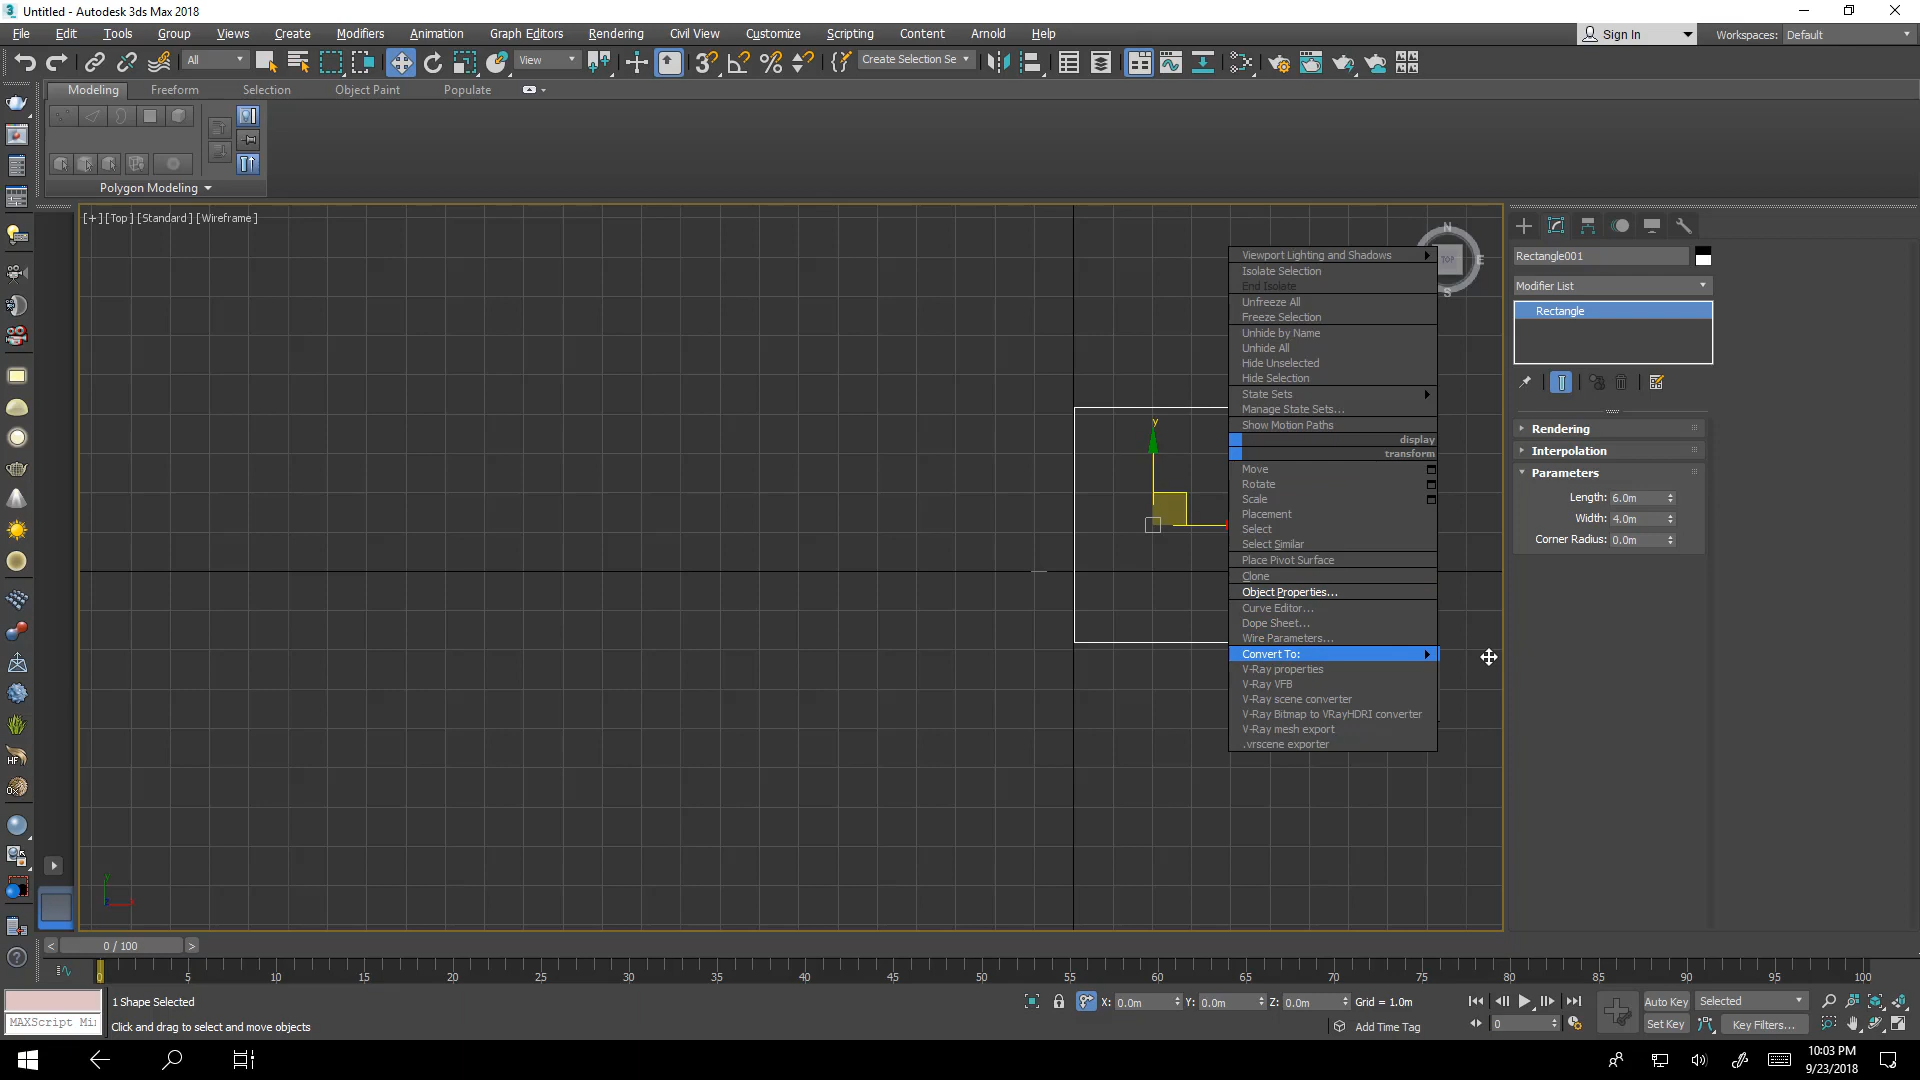 Untitled - Autodesk 3ds Max 2018
File Edit Tools Group Views Create Modifiers Animation Graph Editors Rendering Civil View Customize Scripting Content Arnold Help
Sign In Workspaces: Default
All View Create Selection Se
Modeling Freeform Selection Object Paint Populate
Polygon Modeling
[+] [Top] [Standard] [Wireframe]
N
TOP E
S
Viewport Lighting and Shadows
Isolate Selection
End Isolate
Unfreeze All
Freeze Selection
Unhide by Name
Unhide All
Hide Unselected
Hide Selection
State Sets
Manage State Sets...
Show Motion Paths
display
transform
Move
Rotate
Scale
Placement
Select
Select Similar
Place Pivot Surface
Clone
Object Properties...
Curve Editor...
Dope Sheet...
Wire Parameters...
Convert To:
V-Ray properties
V-Ray VFB
V-Ray scene converter
V-Ray Bitmap to VRayHDRI converter
V-Ray mesh export
.vrscene exporter
y
Rectangle001
Modifier List
Rectangle
Rendering
Interpolation
Parameters
Length: 6.0m
Width: 4.0m
Corner Radius: 0.0m
< 0 / 100 >
0 5 10 15 20 25 30 35 40 45 50 55 60 65 70 75 80 85 90 95 100
1 Shape Selected X: 0.0m Y: 0.0m Z: 0.0m Grid = 1.0m Auto Key Selected
MAXScript Mi Click and drag to select and move objects Add Time Tag 0 Set Key Key Filters...
10:03 PM
9/23/2018